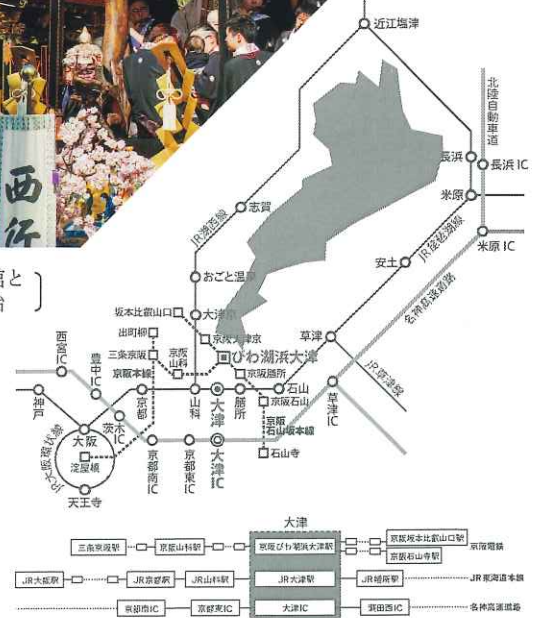 西行
館と
治
近江塩津
北陸自動車道
長浜
長浜IC
米原
米原IC
志賀
JR湖西線
JR琵琶湖線
安土
名神高速道路
おごと温泉
坂本比叡山口
大津京
出町柳
京阪大津京
草津
三条京阪
京阪山科
びわ湖浜大津
JR草津線
西宮IC
豊中IC
京阪本線
京阪膳所
神戸
茨木IC
京都
山科
大津
膳所
石山
京阪石山
草津IC
大阪
京阪石山坂本線
JR大阪環状線
淀屋橋
京都南IC
京都東IC
大津IC
石山寺
天王寺
大津
三条京阪駅
京阪山科駅
京阪びわ湖浜大津駅
京阪坂本比叡山口駅
京阪石山寺駅
京阪電鉄
JR大阪駅
JR京都駅
JR山科駅
JR大津駅
JR膳所駅
JR東海道本線
京都南IC
京都東IC
大津IC
瀬田西IC
名神高速道路